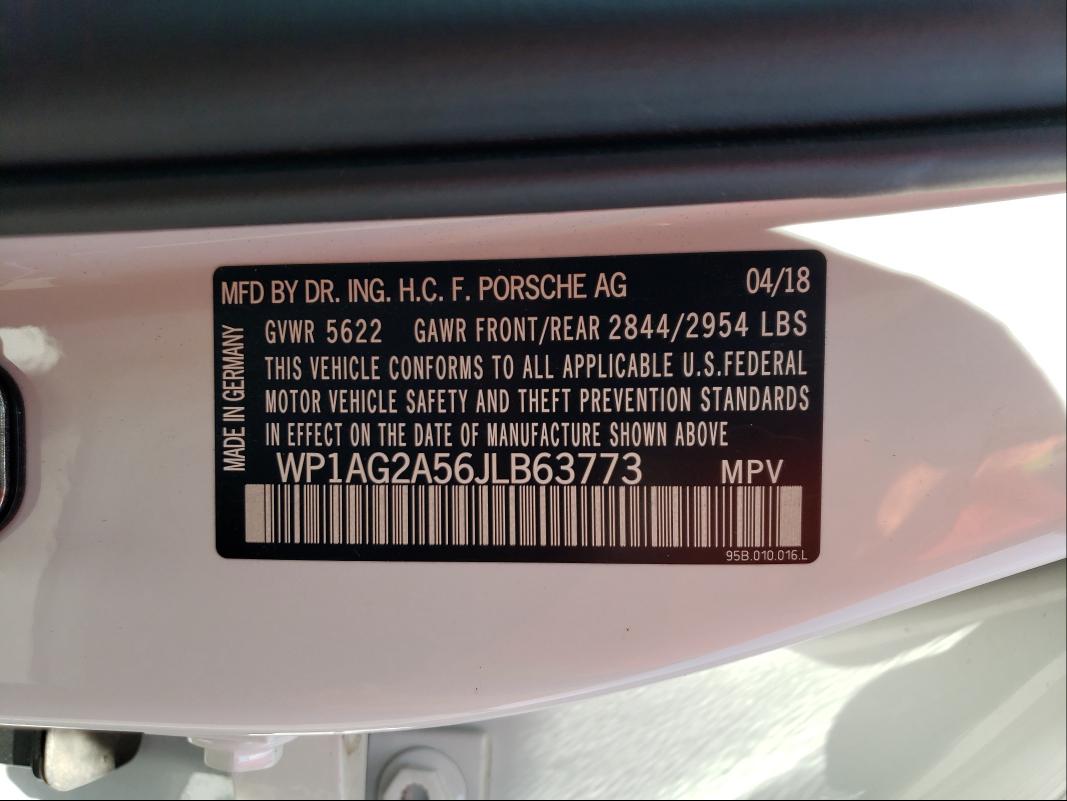 MFD BY DR. ING. H.C. F. PORSCHE AG 04/18
MADE IN GERMANY
GVWR 5622 GAWR FRONT/REAR 2844/2954 LBS
THIS VEHICLE CONFORMS TO ALL APPLICABLE U.S.FEDERAL
MOTOR VEHICLE SAFETY AND THEFT PREVENTION STANDARDS
IN EFFECT ON THE DATE OF MANUFACTURE SHOWN ABOVE
WP1AG2A56JLB63773 MPV
95B.010.016.L